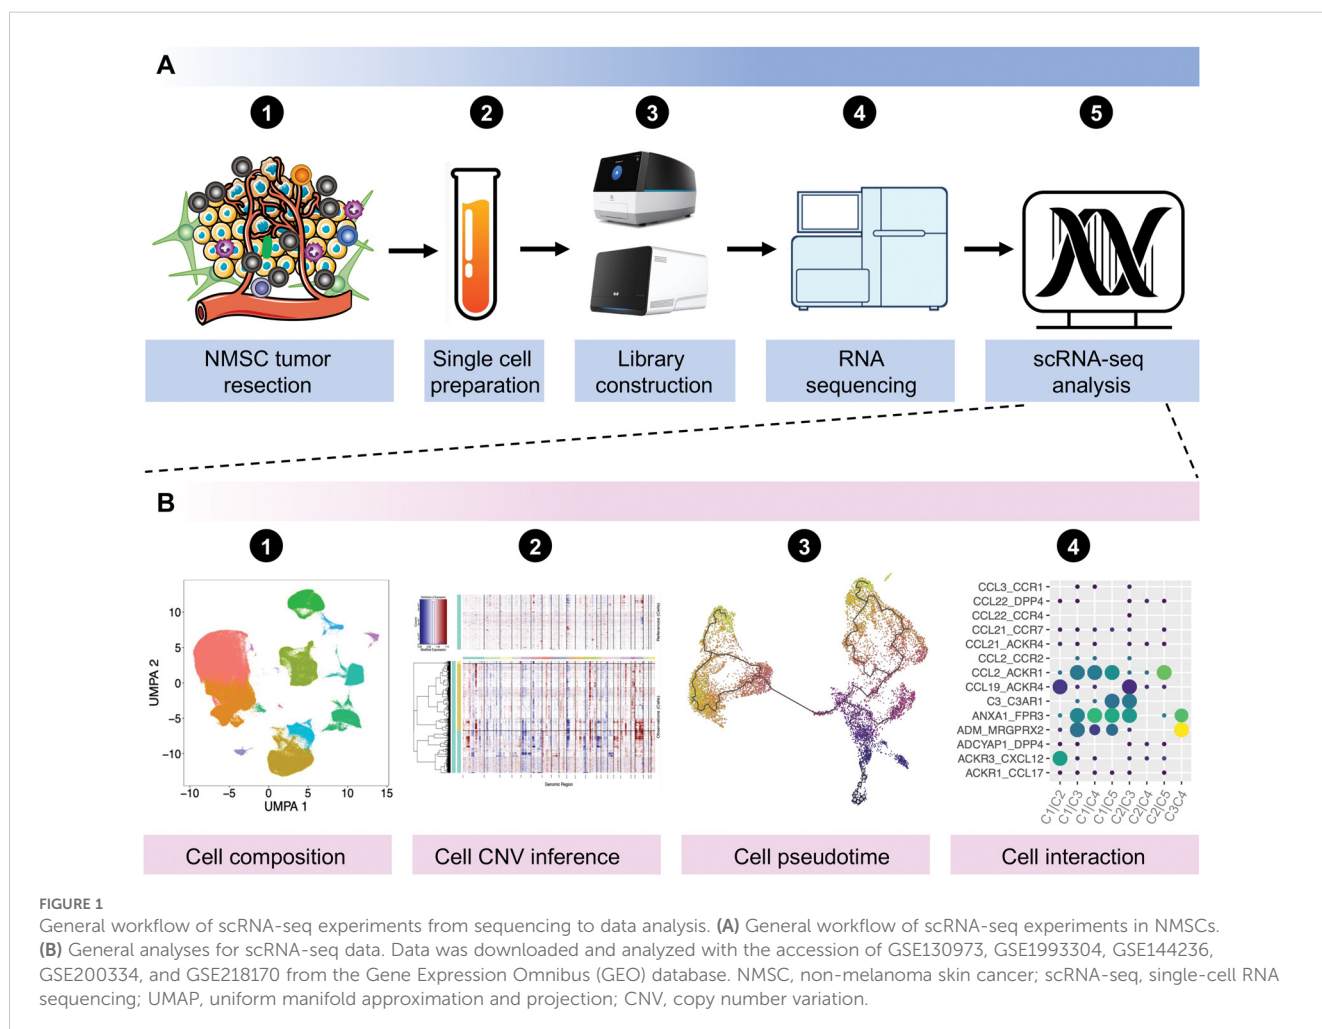 A
1
2
3
4
5
NMSC tumor
resection
Single cell
preparation
Library
construction
RNA
sequencing
scRNA-seq
analysis
B
1
2
3
4
UMPA 2
10
5
0
−5
−10
−10
−5
0
5
10
15
UMPA 1
References (Cells)
Observations (Cells)
Genomic Region
CCL3_CCR1
CCL22_DPP4
CCL22_CCR4
CCL21_CCR7
CCL21_ACKR4
CCL2_CCR2
CCL2_ACKR1
CCL19_ACKR4
C3_C3AR1
ANXA1_FPR3
ADM_MRGPRX2
ADCYAP1_DPP4
ACKR3_CXCL12
ACKR1_CCL17
C1|C2
C1|C3
C1|C4
C1|C5
C2|C3
C2|C4
C2|C5
C3C4
Cell composition
Cell CNV inference
Cell pseudotime
Cell interaction
FIGURE 1
General workflow of scRNA-seq experiments from sequencing to data analysis. (A) General workflow of scRNA-seq experiments in NMSCs.
(B) General analyses for scRNA-seq data. Data was downloaded and analyzed with the accession of GSE130973, GSE1993304, GSE144236,
GSE200334, and GSE218170 from the Gene Expression Omnibus (GEO) database. NMSC, non-melanoma skin cancer; scRNA-seq, single-cell RNA
sequencing; UMAP, uniform manifold approximation and projection; CNV, copy number variation.